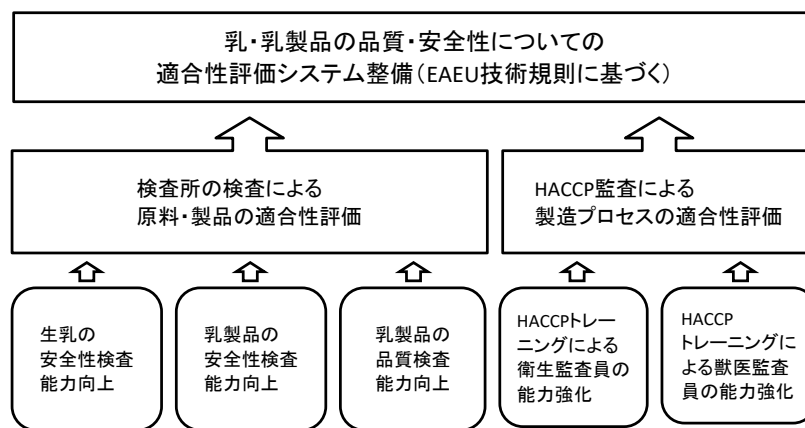 乳・乳製品の品質・安全性についての
適合性評価システム整備（EAEU技術規則に基づく）
検査所の検査による
原料・製品の適合性評価
HACCP監査による
製造プロセスの適合性評価
生乳の
安全性検査
能力向上
乳製品の
安全性検査
能力向上
乳製品の
品質検査
能力向上
HACCPトレー
ニングによる
衛生監査員の
能力強化
HACCP
トレーニングに
よる獣医監査
員の能力強化